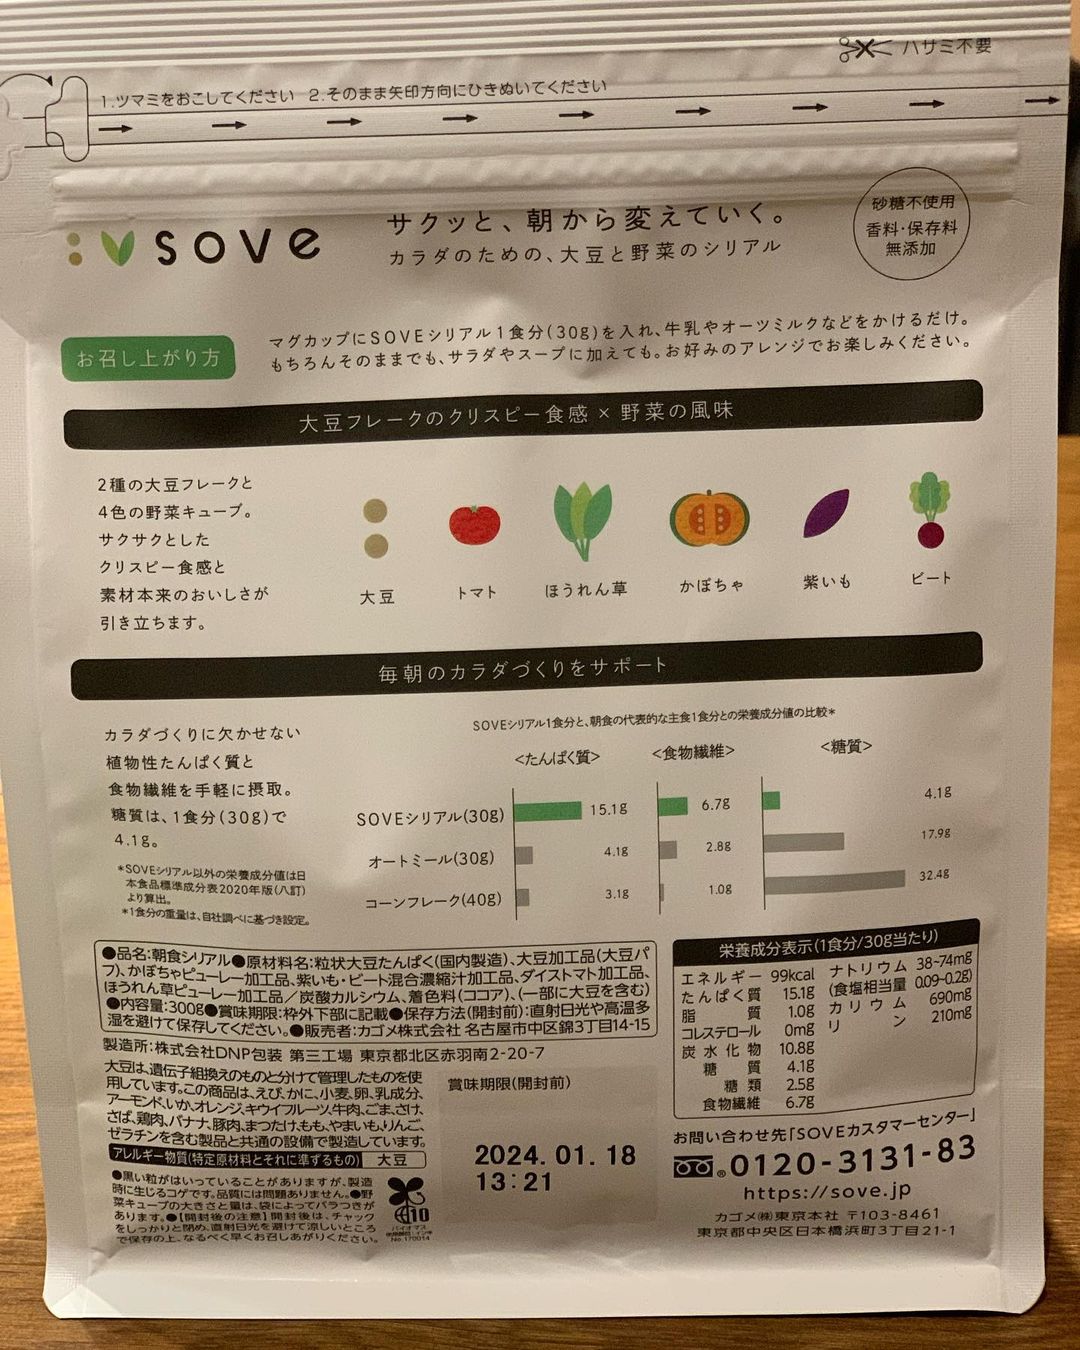 ハサミ不要
1.ツマミをおこしてください 2.そのまま矢印方向にひきぬいてください
sove
サクッと、朝から変えていく。
カラダのための、大豆と野菜のシリアル
砂糖不使用
香料・保存料
無添加
お召し上がり方
マグカップにSOVEシリアル1食分(30g)を入れ、牛乳やオーツミルクなどをかけるだけ。
もちろんそのままでも、サラダやスープに加えても。お好みのアレンジでお楽しみください。
大豆フレークのクリスピー食感×野菜の風味
2種の大豆フレークと
4色の野菜キューブ。
サクサクとした
クリスピー食感と
素材本来のおいしさが
引き立ちます。
大豆
トマト
ほうれん草
かぼちゃ
紫いも
ビート
毎朝のカラダづくりをサポート
カラダづくりに欠かせない
植物性たんぱく質と
食物繊維を手軽に摂取。
糖質は、1食分(30g)で
4.1g。
*SOVEシリアル以外の栄養成分値は日
本食品標準成分表2020年版(八訂)
より算出。
*1食分の重量は、自社調べに基づき設定。
SOVEシリアル1食分と、朝食の代表的な主食1食分との栄養成分値の比較*
<たんぱく質> <食物繊維> <糖質>
SOVEシリアル(30g) 15.1g 6.7g 4.1g
オートミール(30g) 4.1g 2.8g 17.9g
コーンフレーク(40g) 3.1g 1.0g 32.4g
●品名:朝食シリアル●原材料名:粒状大豆たんぱく(国内製造)、大豆加工品(大豆パ
フ)、かぼちゃピューレー加工品、紫いも・ビート混合濃縮汁加工品、ダイストマト加工品、
ほうれん草ピューレー加工品/炭酸カルシウム、着色料(ココア)、(一部に大豆を含む)
●内容量:300g●賞味期限:枠外下部に記載●保存方法(開封前):直射日光や高温多
湿を避けて保存してください。●販売者:カゴメ株式会社 名古屋市中区錦3丁目14-15
製造所:株式会社DNP包装 第三工場 東京都北区赤羽南2-20-7
大豆は、遺伝子組換えのものと分けて管理したものを使
用しています。この商品は、えび、かに、小麦、卵、乳成分、
アーモンド、いか、オレンジ、キウイフルーツ、牛肉、ごま、さけ、
さば、鶏肉、バナナ、豚肉、まつたけ、もも、やまいも、りんご、
ゼラチンを含む製品と共通の設備で製造しています。
アレルギー物質(特定原材料とそれに準ずるもの) 大豆
●黒い粒がはいっていることがありますが、製造
時に生じるコゲです。品質には問題ありません。●野
菜キューブの大きさと量は、袋によってバラつきが
あります。●【開封後の注意】開封後は、チャック
をしっかりと閉め、直射日光を避けて涼しいところ
で保存の上、なるべく早くお召しあがりください。
10
バイオマス
No.170014
賞味期限(開封前)
2024.01.18
13:21
栄養成分表示(1食分/30g当たり)
エネルギー 99kcal
たんぱく質 15.1g
脂質 1.0g
コレステロール 0mg
炭水化物 10.8g
糖質 4.1g
糖類 2.5g
食物繊維 6.7g
ナトリウム 38~74mg
(食塩相当量 0.09~0.2g)
カリウム 690mg
リン 210mg
お問い合わせ先「SOVEカスタマーセンター」
0120-3131-83
https://sove.jp
カゴメ㈱東京本社 〒103-8461
東京都中央区日本橋浜町3丁目21-1